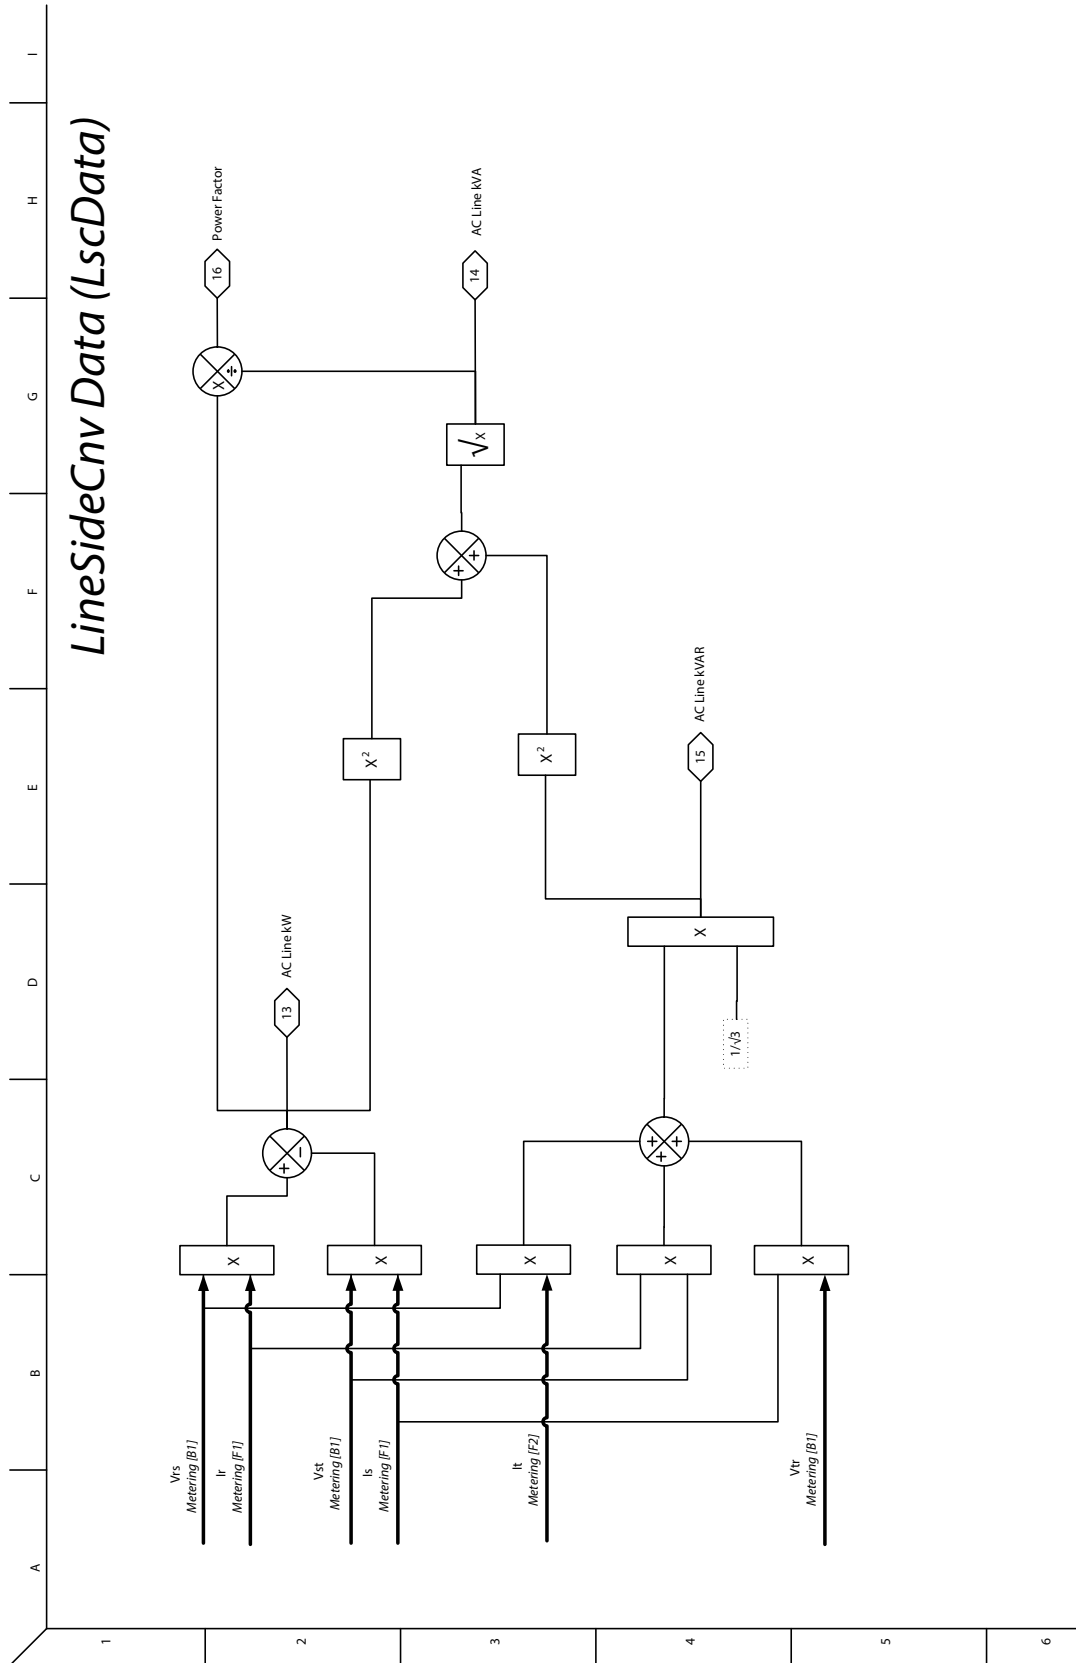 LineSideCnv Data (LscData)
A
B
C
D
E
F
G
H
I
1
2
3
4
5
6
Vrs
Metering [B1]
Ir
Metering [F1]
Vst
Metering [B1]
Is
Metering [F1]
It
Metering [F2]
Vtr
Metering [B1]
X
X
X
X
X
+
−
+
+
+
13
AC Line kW
1/√3
X
15
AC Line kVAR
X²
X²
+
+
√x
X
÷
16
Power Factor
14
AC Line kVA